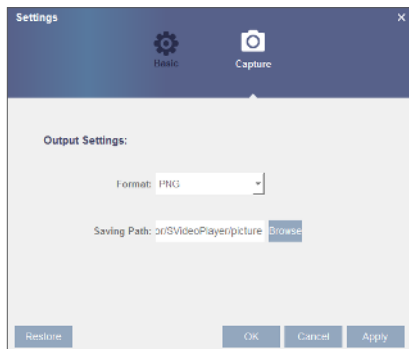 Settings
Basic
Capture
Output Settings:
Format: PNG
Saving Path: or/SVideoPlayer/picture Browse
Restore OK Cancel Apply